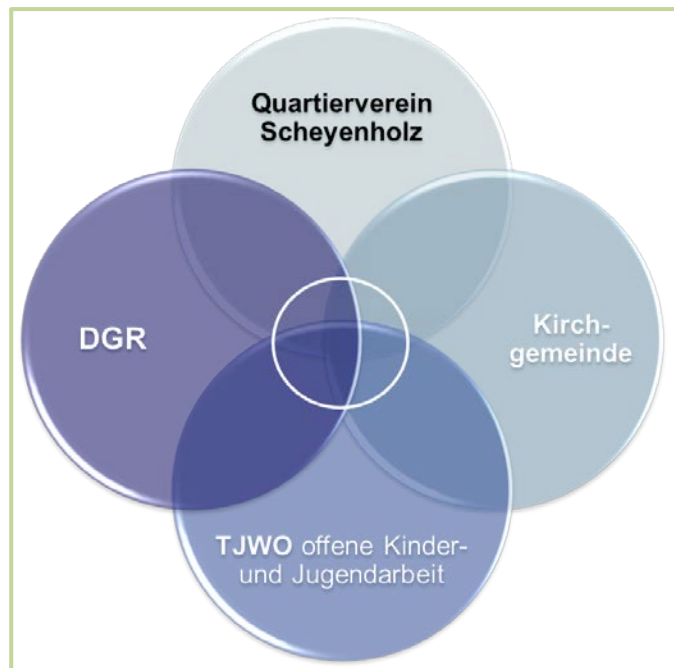 Quartierverein
Scheyenholz
DGR
Kirch-
gemeinde
TJWO offene Kinder-
und Jugendarbeit